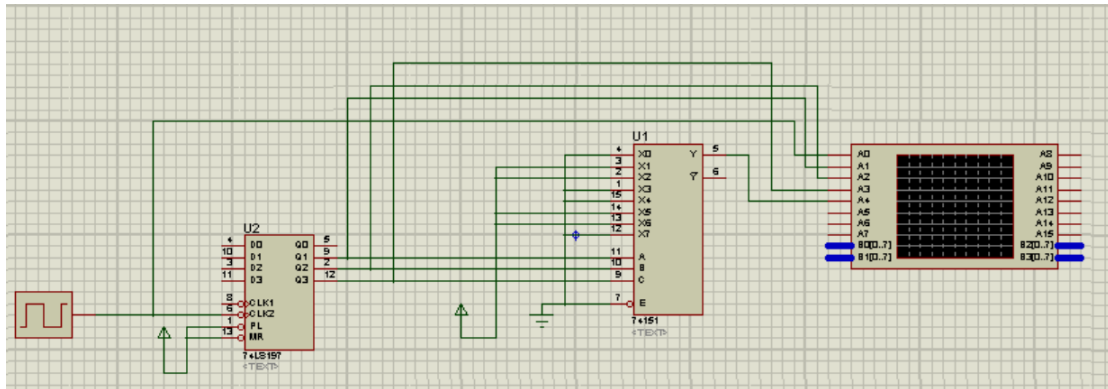 U2
4 D0 Q0 5
10 D1 Q1 9
3 D2 Q2 2
11 D3 Q3 12
8 CLK1
6 CLK2
1 PL
13 MR
74LS197
<TEXT>
U1
4 X0 Y 5
3 X1
2 X2 Y 6
1 X3
15 X4
14 X5
13 X6
12 X7
11 A
10 B
9 C
7 E
74151
<TEXT>
A0 A8
A1 A9
A2 A10
A3 A11
A4 A12
A5 A13
A6 A14
A7 A15
B0[0..7] B2[0..7]
B1[0..7] B3[0..7]